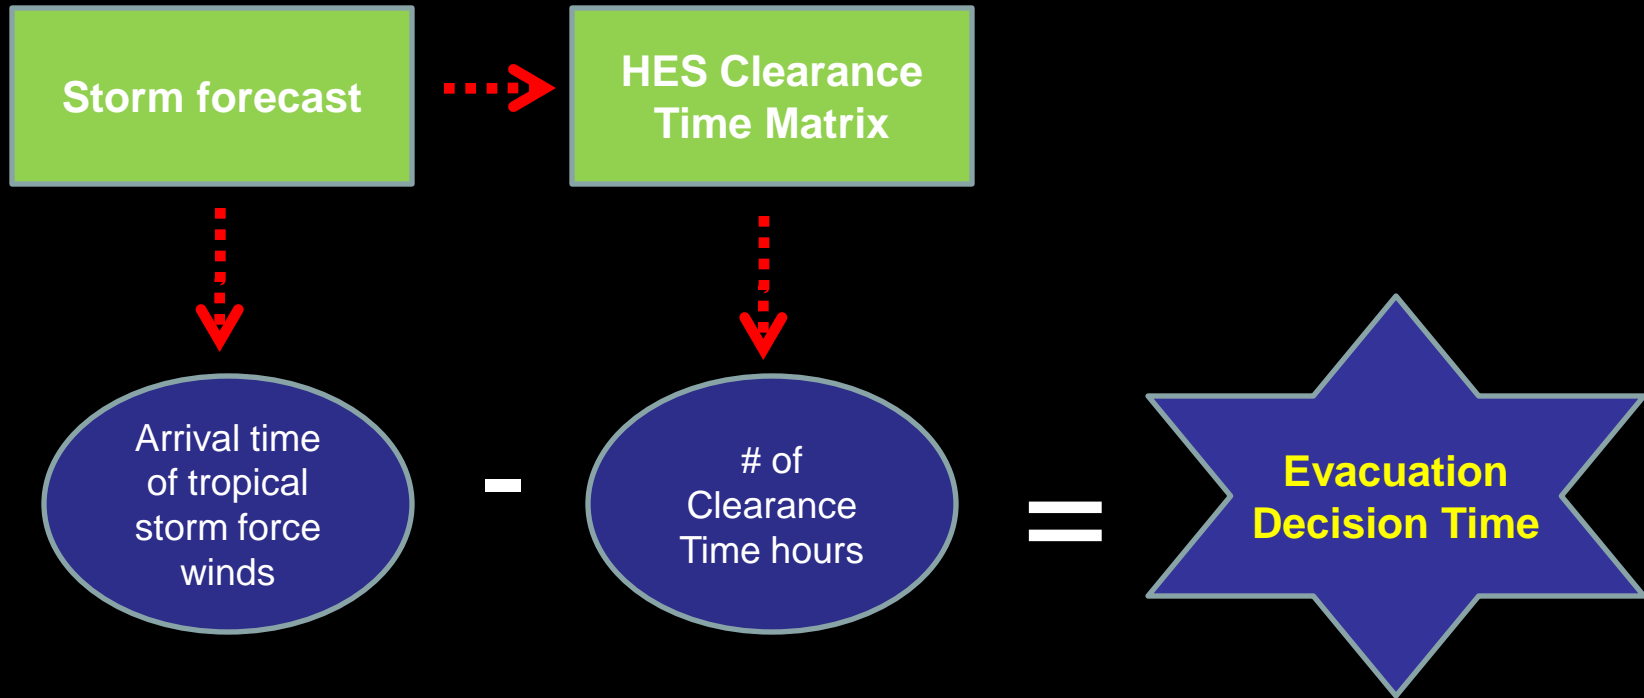 Storm forecast
HES Clearance
Time Matrix
Arrival time
of tropical
storm force
winds
-
# of
Clearance
Time hours
=
Evacuation
Decision Time